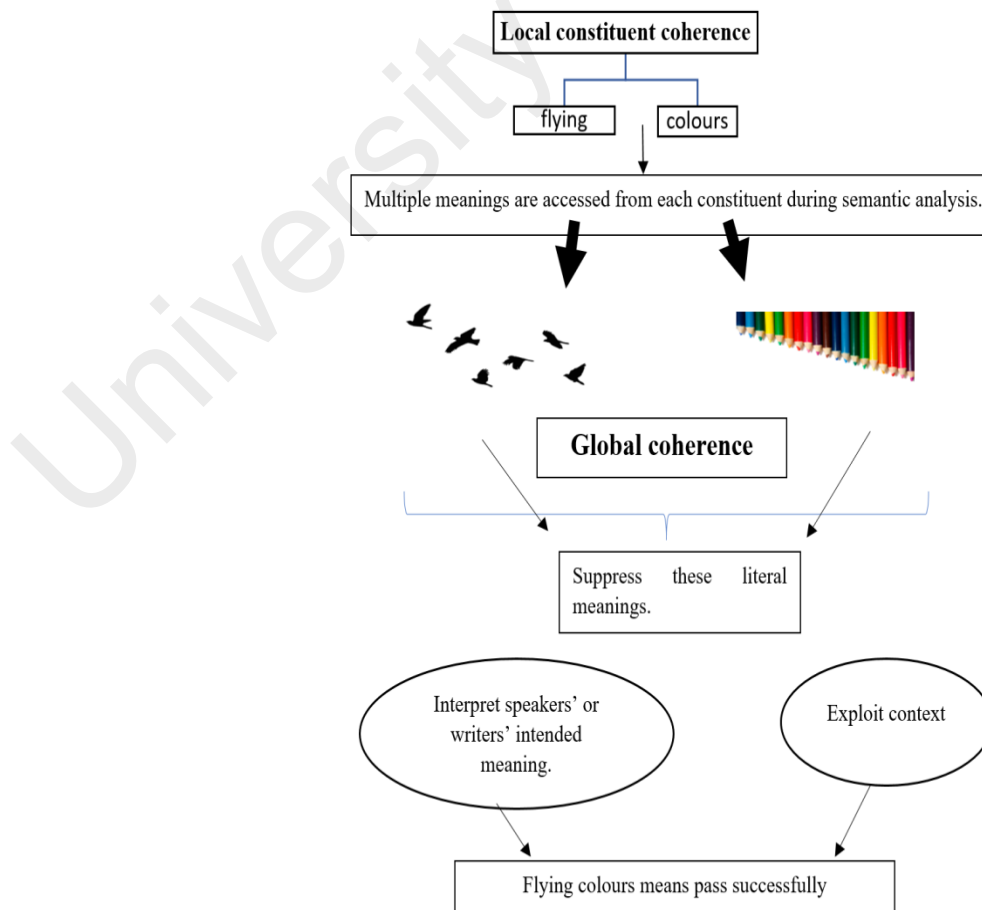 Local constituent coherence
flying
colours
Multiple meanings are accessed from each constituent during semantic analysis.
Global coherence
Suppress these literal
meanings.
Interpret speakers’ or
writers’ intended
meaning.
Exploit context
Flying colours means pass successfully
University